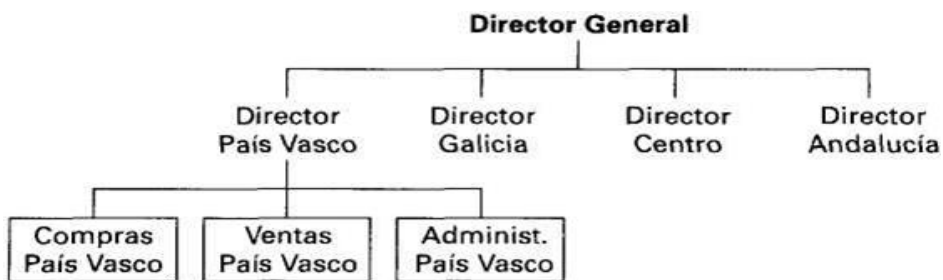 Director General
Director
País Vasco
Director
Galicia
Director
Centro
Director
Andalucía
Compras
País Vasco
Ventas
País Vasco
Administ.
País Vasco